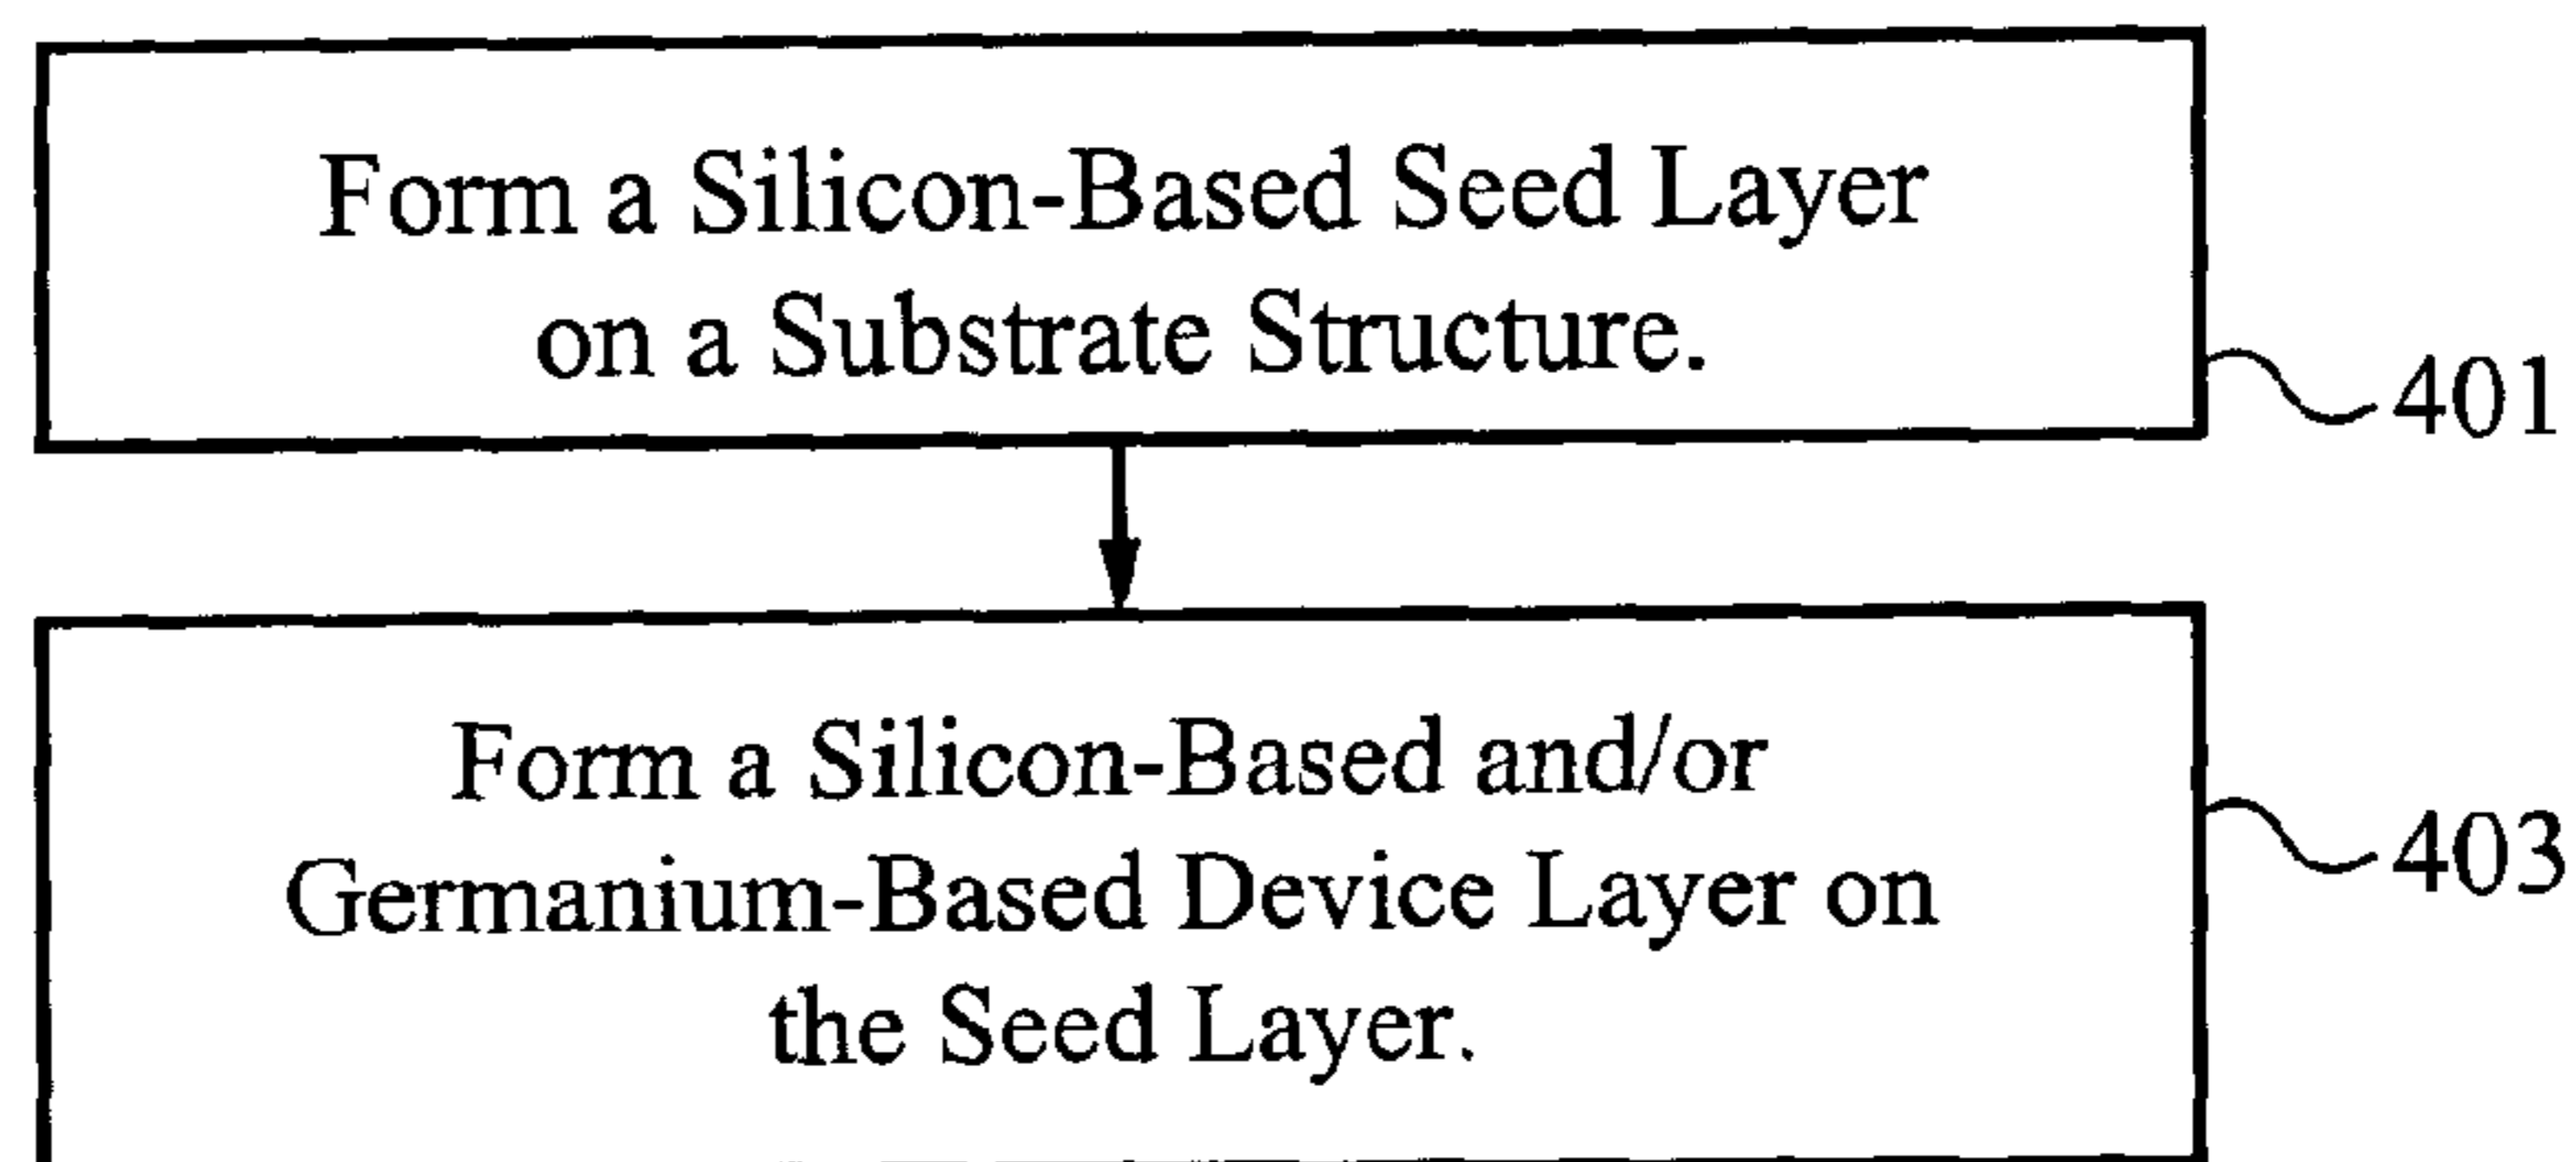 Form a Silicon-Based Seed Layer
on a Substrate Structure.
401
Form a Silicon-Based and/or
Germanium-Based Device Layer on
the Seed Layer.
403